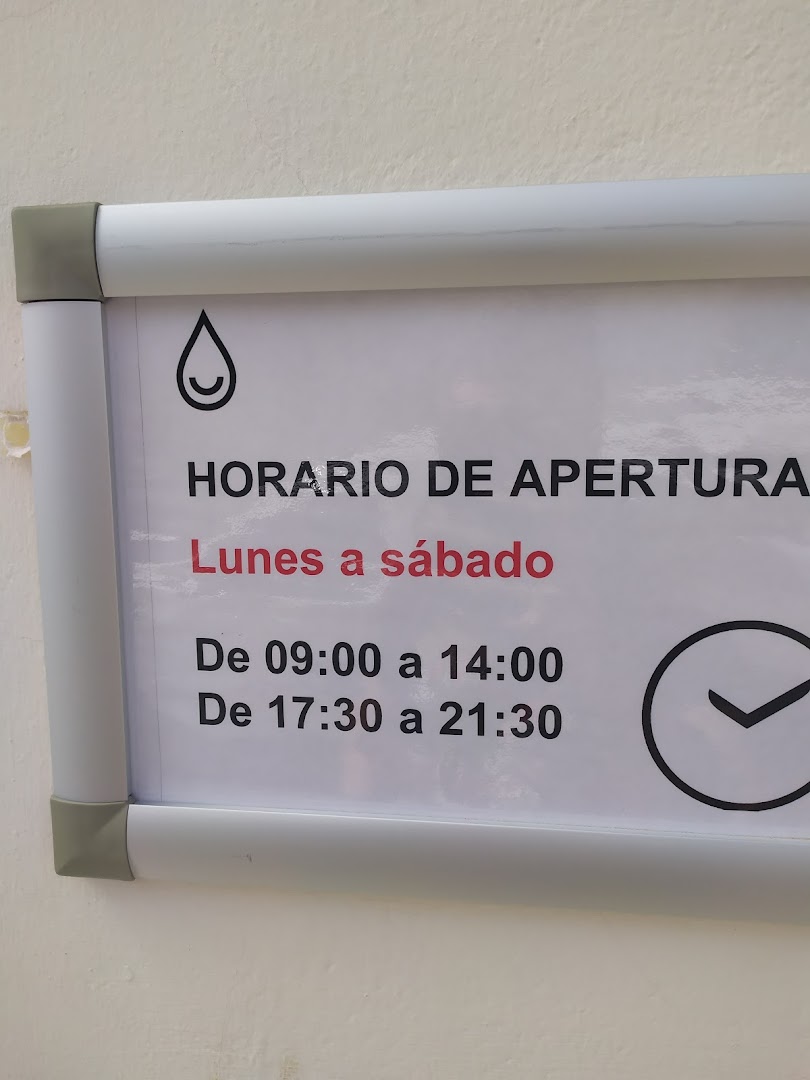 HORARIO DE APERTURA
Lunes a sábado
De 09:00 a 14:00
De 17:30 a 21:30